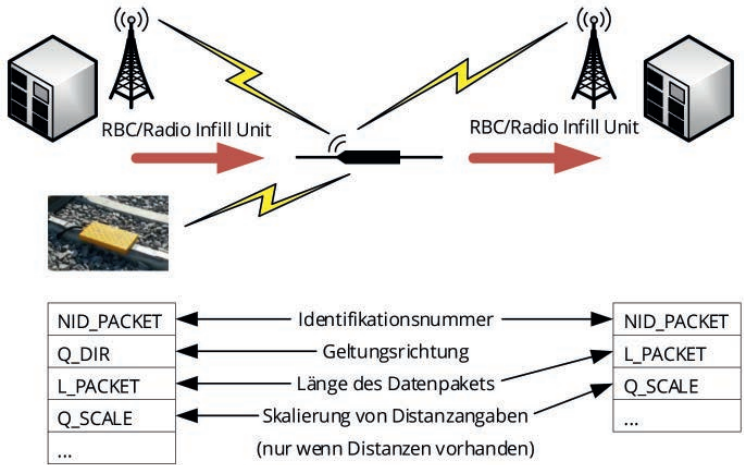 RBC/Radio Infill Unit
RBC/Radio Infill Unit
NID_PACKET
Identifikationsnummer
NID_PACKET
Q_DIR
Geltungsrichtung
L_PACKET
L_PACKET
Länge des Datenpakets
Q_SCALE
Q_SCALE
Skalierung von Distanzangaben
...
...
(nur wenn Distanzen vorhanden)